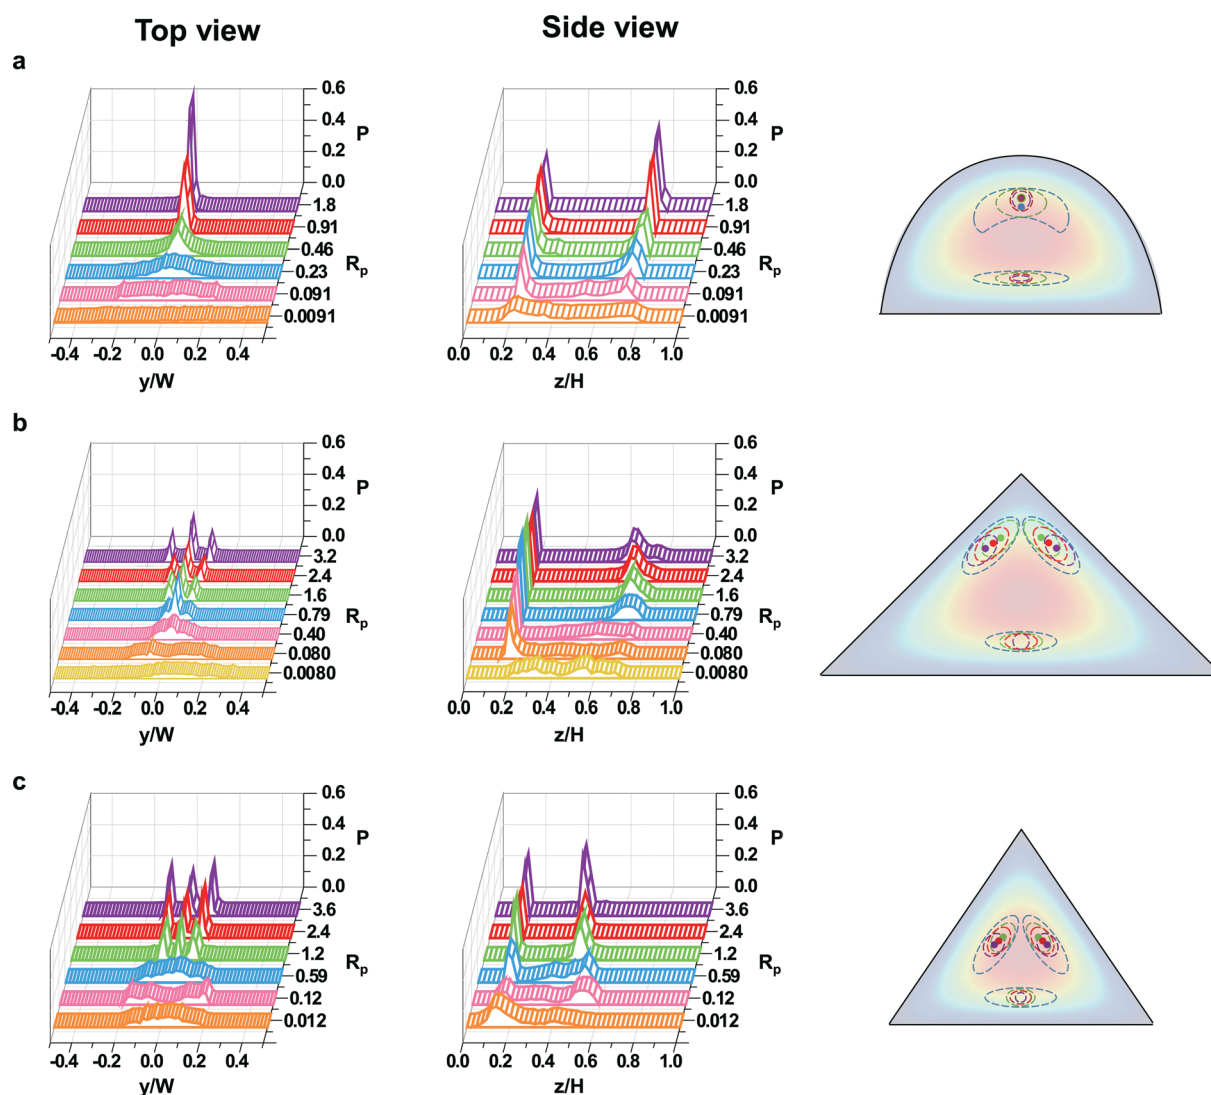 Top view
Side view
a
0.6
0.4
P
0.2
0.0
1.8
0.91
0.46
Rp
0.23
0.091
0.0091
-0.4 -0.2 0.0 0.2 0.4
y/W
0.6
0.4
P
0.2
0.0
1.8
0.91
0.46
Rp
0.23
0.091
0.0091
0.0 0.2 0.4 0.6 0.8 1.0
z/H
b
0.6
0.4
P
0.2
0.0
3.2
2.4
1.6
Rp
0.79
0.40
0.080
0.0080
-0.4 -0.2 0.0 0.2 0.4
y/W
0.6
0.4
P
0.2
0.0
3.2
2.4
1.6
Rp
0.79
0.40
0.080
0.0080
0.0 0.2 0.4 0.6 0.8 1.0
z/H
c
0.6
0.4
P
0.2
0.0
3.6
2.4
1.2
Rp
0.59
0.12
0.012
-0.4 -0.2 0.0 0.2 0.4
y/W
0.6
0.4
P
0.2
0.0
3.6
2.4
1.2
Rp
0.59
0.12
0.012
0.0 0.2 0.4 0.6 0.8 1.0
z/H